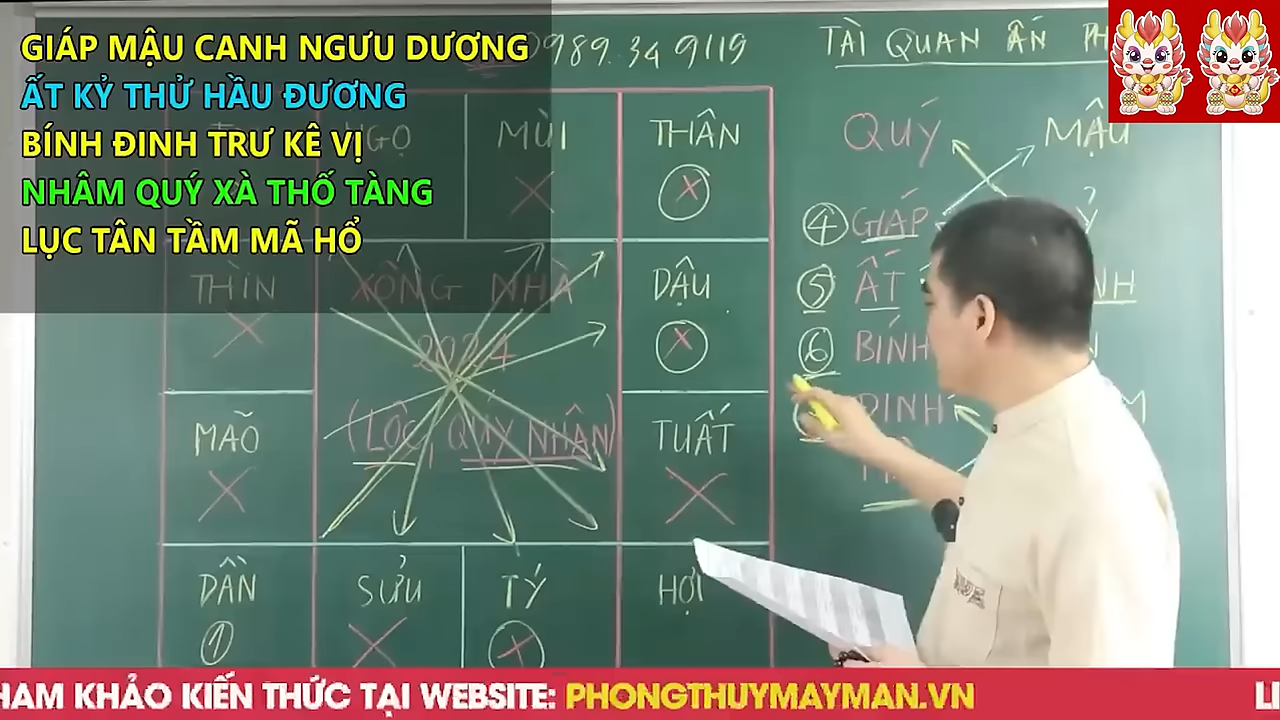 GIÁP MẬU CANH NGƯU DƯƠNG
ẤT KỶ THỬ HẦU ĐƯƠNG
BÍNH ĐINH TRƯ KÊ VỊ
NHÂM QUÝ XÀ THỐ TÀNG
LỤC TÂN TẦM MÃ HỔ
0989.34 9119
TÀI QUAN ẤN
NGỌ MÙI THÂN
QUÝ MẬU
4 GIÁP
THÌN XÔNG NHÀ DẬU
5 ẤT
2024
6 BÍNH
MÃO (LỘC, QUÝ NHÂN) TUẤT
ĐINH
DẦN SỬU TÝ HỢI
1
THAM KHẢO KIẾN THỨC TẠI WEBSITE: PHONGTHUYMAYMAN.VN